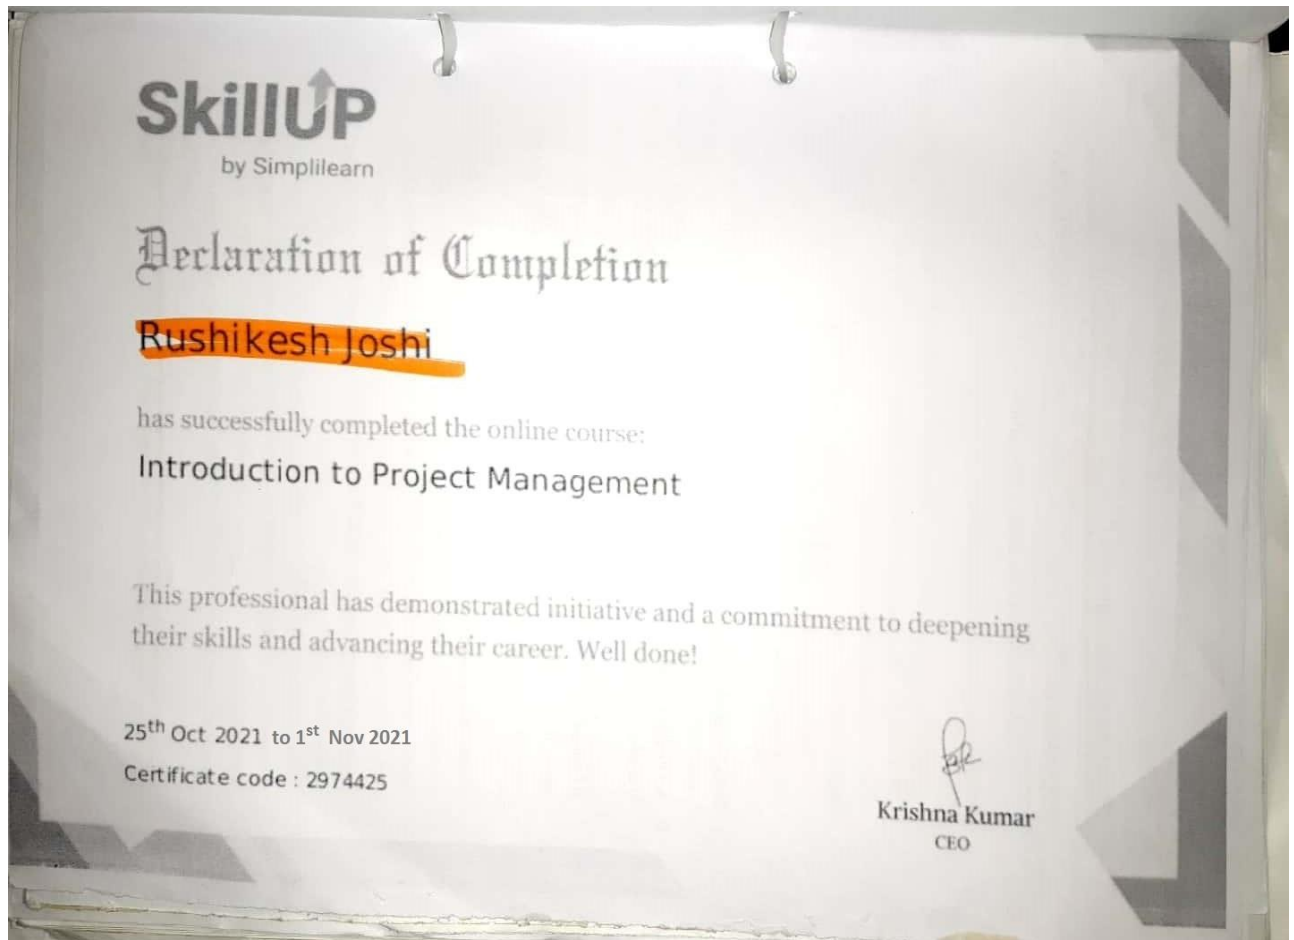 SkillUP
by Simplilearn
Declaration of Completion
Rushikesh Joshi
has successfully completed the online course:
Introduction to Project Management
This professional has demonstrated initiative and a commitment to deepening
their skills and advancing their career. Well done!
25th Oct 2021 to 1st Nov 2021
Certificate code : 2974425
Krishna Kumar
CEO